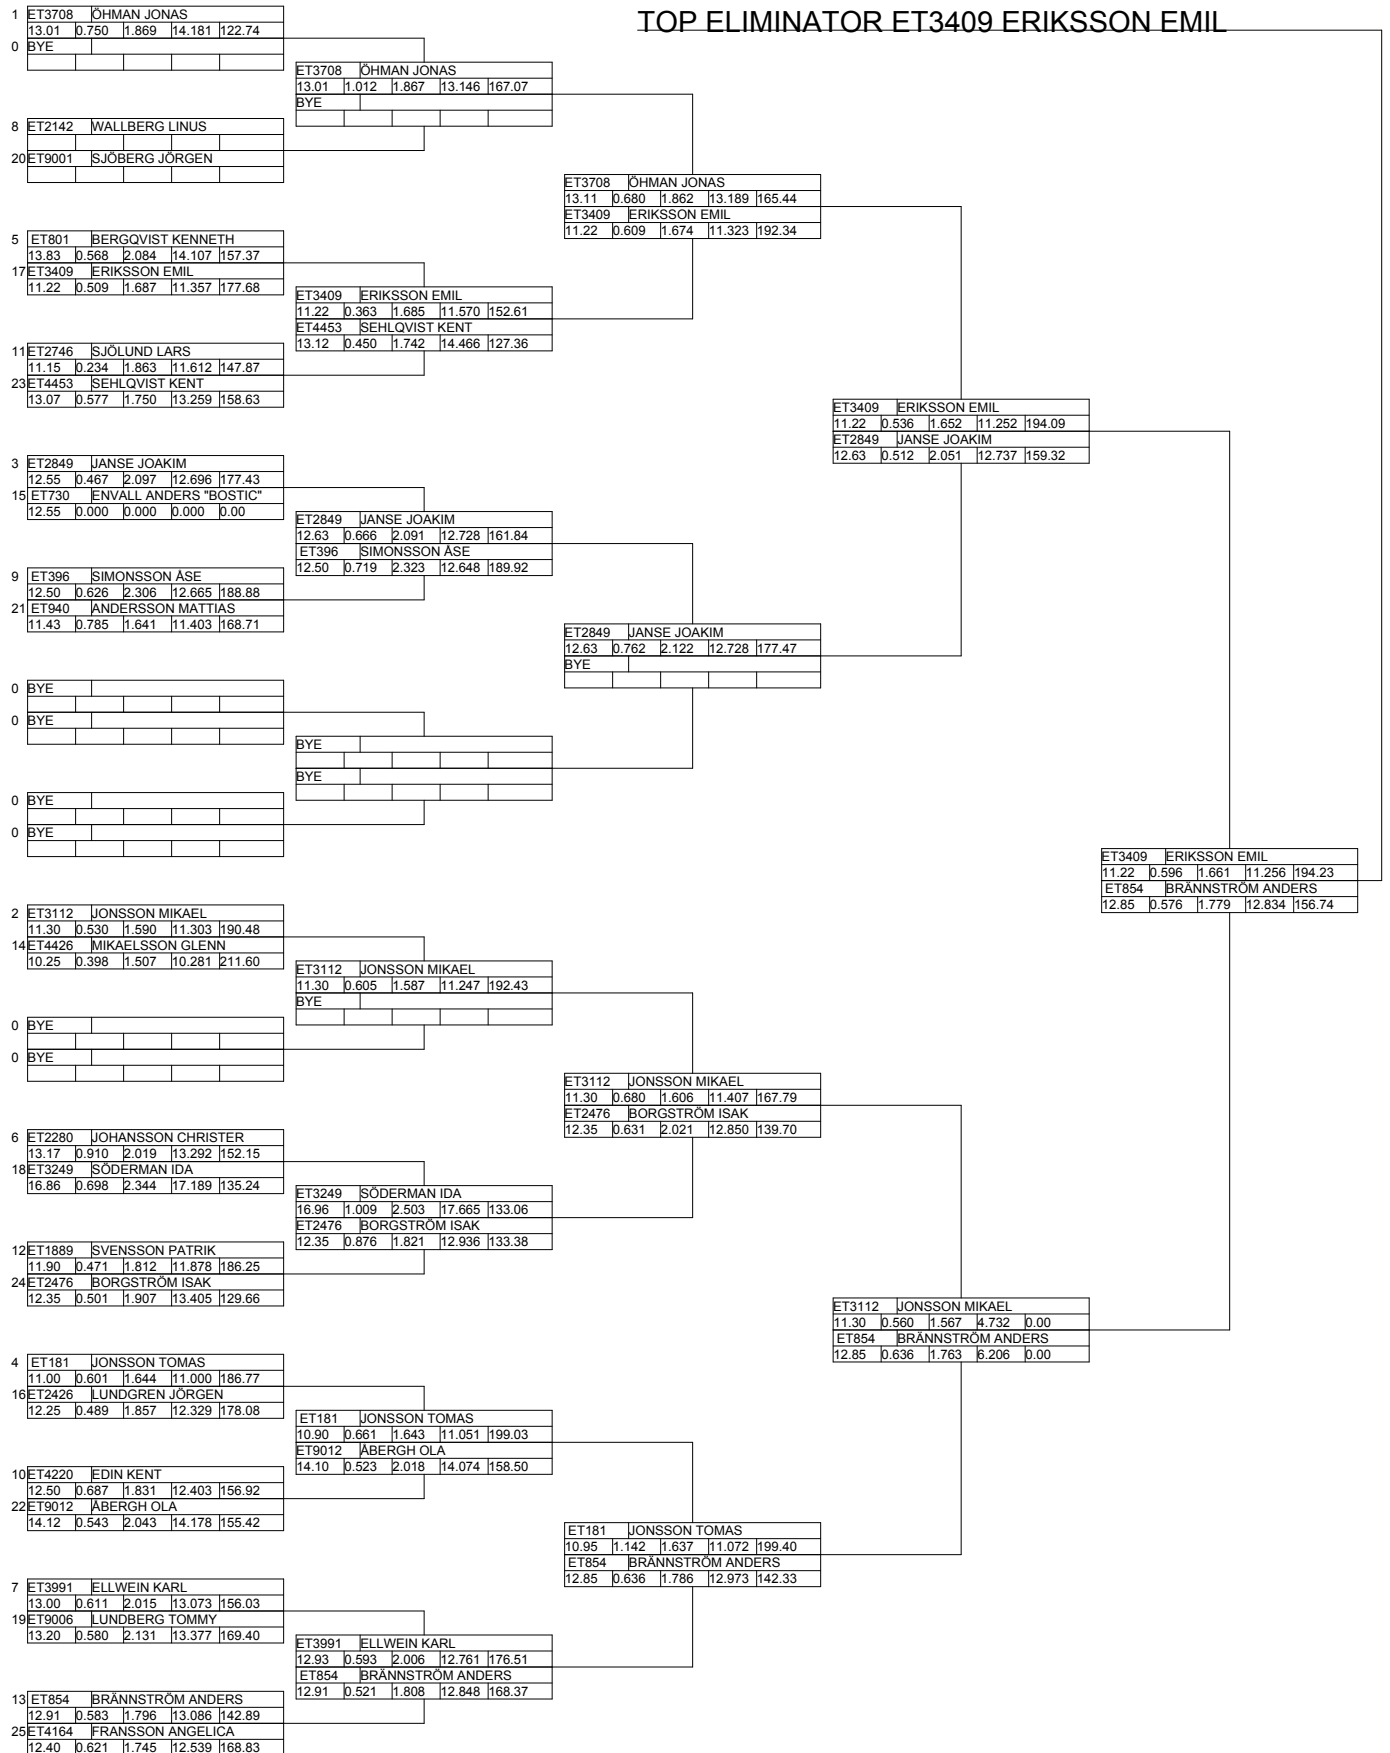 TOP ELIMINATOR ET3409 ERIKSSON EMIL
1 ET3708 ÖHMAN JONAS
13.01 0.750 1.869 14.181 122.74
0 BYE
8 ET2142 WALLBERG LINUS
20 ET9001 SJÖBERG JÖRGEN
5 ET801 BERGQVIST KENNETH
13.83 0.568 2.084 14.107 157.37
17 ET3409 ERIKSSON EMIL
11.22 0.509 1.687 11.357 177.68
11 ET2746 SJÖLUND LARS
11.15 0.234 1.863 11.612 147.87
23 ET4453 SEHLQVIST KENT
13.07 0.577 1.750 13.259 158.63
3 ET2849 JANSE JOAKIM
12.55 0.467 2.097 12.696 177.43
15 ET730 ENVALL ANDERS "BOSTIC"
12.55 0.000 0.000 0.000 0.00
9 ET396 SIMONSSON ÅSE
12.50 0.626 2.306 12.665 188.88
21 ET940 ANDERSSON MATTIAS
11.43 0.785 1.641 11.403 168.71
0 BYE
0 BYE
0 BYE
0 BYE
2 ET3112 JONSSON MIKAEL
11.30 0.530 1.590 11.303 190.48
14 ET4426 MIKAELSSON GLENN
10.25 0.398 1.507 10.281 211.60
0 BYE
0 BYE
6 ET2280 JOHANSSON CHRISTER
13.17 0.910 2.019 13.292 152.15
18 ET3249 SÖDERMAN IDA
16.86 0.698 2.344 17.189 135.24
12 ET1889 SVENSSON PATRIK
11.90 0.471 1.812 11.878 186.25
24 ET2476 BORGSTRÖM ISAK
12.35 0.501 1.907 13.405 129.66
4 ET181 JONSSON TOMAS
11.00 0.601 1.644 11.000 186.77
16 ET2426 LUNDGREN JÖRGEN
12.25 0.489 1.857 12.329 178.08
10 ET4220 EDIN KENT
12.50 0.687 1.831 12.403 156.92
22 ET9012 ÅBERGH OLA
14.12 0.543 2.043 14.178 155.42
7 ET3991 ELLWEIN KARL
13.00 0.611 2.015 13.073 156.03
19 ET9006 LUNDBERG TOMMY
13.20 0.580 2.131 13.377 169.40
13 ET854 BRÄNNSTRÖM ANDERS
12.91 0.583 1.796 13.086 142.89
25 ET4164 FRANSSON ANGELICA
12.40 0.621 1.745 12.539 168.83
ET3708 ÖHMAN JONAS
13.01 1.012 1.867 13.146 167.07
BYE
ET3409 ERIKSSON EMIL
11.22 0.363 1.685 11.570 152.61
ET4453 SEHLQVIST KENT
13.12 0.450 1.742 14.466 127.36
ET2849 JANSE JOAKIM
12.63 0.666 2.091 12.728 161.84
ET396 SIMONSSON ÅSE
12.50 0.719 2.323 12.648 189.92
BYE
BYE
ET3112 JONSSON MIKAEL
11.30 0.605 1.587 11.247 192.43
BYE
ET3249 SÖDERMAN IDA
16.96 1.009 2.503 17.665 133.06
ET2476 BORGSTRÖM ISAK
12.35 0.876 1.821 12.936 133.38
ET181 JONSSON TOMAS
10.90 0.661 1.643 11.051 199.03
ET9012 ÅBERGH OLA
14.10 0.523 2.018 14.074 158.50
ET3991 ELLWEIN KARL
12.93 0.593 2.006 12.761 176.51
ET854 BRÄNNSTRÖM ANDERS
12.91 0.521 1.808 12.848 168.37
ET3708 ÖHMAN JONAS
13.11 0.680 1.862 13.189 165.44
ET3409 ERIKSSON EMIL
11.22 0.609 1.674 11.323 192.34
ET2849 JANSE JOAKIM
12.63 0.762 2.122 12.728 177.47
BYE
ET3112 JONSSON MIKAEL
11.30 0.680 1.606 11.407 167.79
ET2476 BORGSTRÖM ISAK
12.35 0.631 2.021 12.850 139.70
ET181 JONSSON TOMAS
10.95 1.142 1.637 11.072 199.40
ET854 BRÄNNSTRÖM ANDERS
12.85 0.636 1.786 12.973 142.33
ET3409 ERIKSSON EMIL
11.22 0.536 1.652 11.252 194.09
ET2849 JANSE JOAKIM
12.63 0.512 2.051 12.737 159.32
ET3112 JONSSON MIKAEL
11.30 0.560 1.567 4.732 0.00
ET854 BRÄNNSTRÖM ANDERS
12.85 0.636 1.763 6.206 0.00
ET3409 ERIKSSON EMIL
11.22 0.596 1.661 11.256 194.23
ET854 BRÄNNSTRÖM ANDERS
12.85 0.576 1.779 12.834 156.74